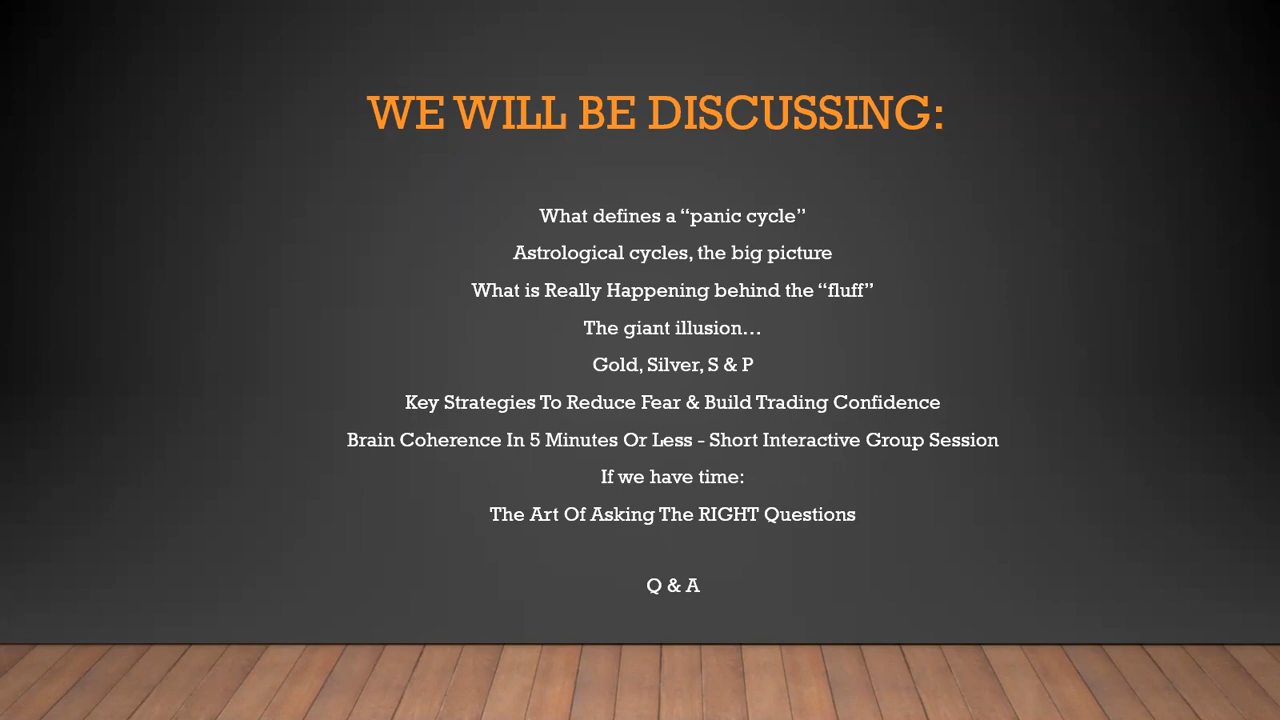 WE WILL BE DISCUSSING:
What defines a “panic cycle”
Astrological cycles, the big picture
What is Really Happening behind the “fluff”
The giant illusion…
Gold, Silver, S & P
Key Strategies To Reduce Fear & Build Trading Confidence
Brain Coherence In 5 Minutes Or Less - Short Interactive Group Session
If we have time:
The Art Of Asking The RIGHT Questions
Q & A